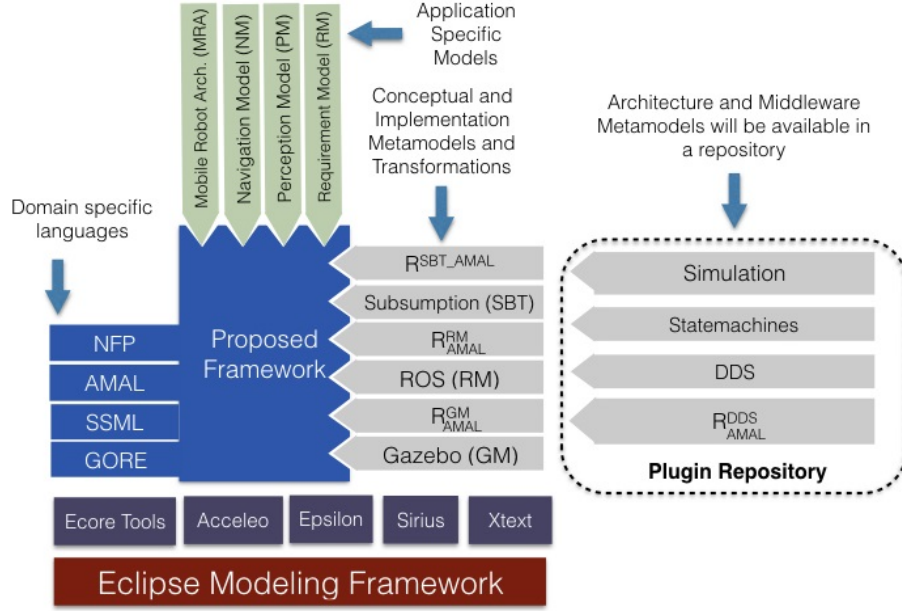 Application
Specific
Models
Mobile Robot Arch. (MRA)
Navigation Model (NM)
Perception Model (PM)
Requirement Model (RM)
Conceptual and
Implementation
Metamodels and
Transformations
Architecture and Middleware
Metamodels will be available in
a repository
Domain specific
languages
NFP
AMAL
SSML
GORE
Proposed
Framework
R^SBT_AMAL
Subsumption (SBT)
R^RM_AMAL
ROS (RM)
R^GM_AMAL
Gazebo (GM)
Simulation
Statemachines
DDS
R^DDS_AMAL
Plugin Repository
Ecore Tools
Acceleo
Epsilon
Sirius
Xtext
Eclipse Modeling Framework